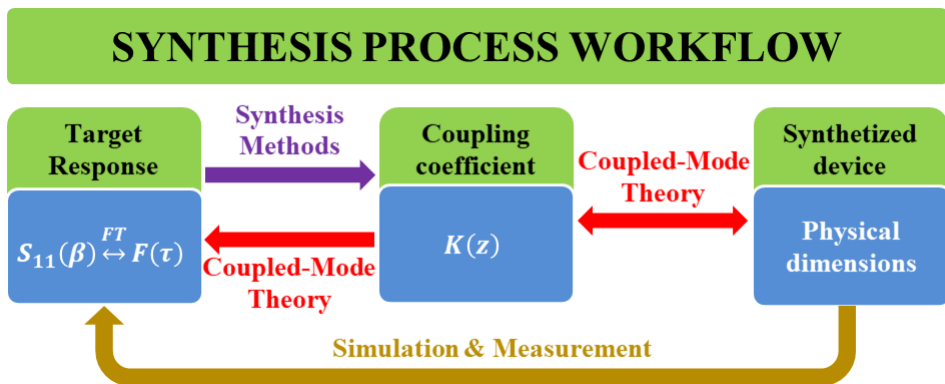 SYNTHESIS PROCESS WORKFLOW
Target
Response
S₁₁(β) FT↔ F(τ)
Synthesis
Methods
Coupled-Mode
Theory
Coupling
coefficient
K(z)
Coupled-Mode
Theory
Synthetized
device
Physical
dimensions
Simulation & Measurement